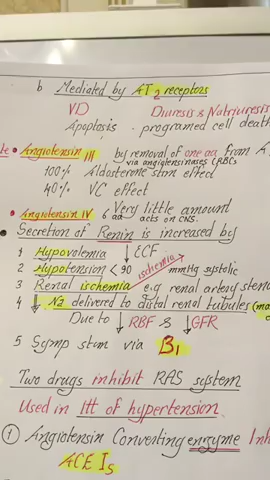 b Mediated by AT2 receptors
VD Diuresis & Natriuresis
Apoptosis - programed cell death
• Angiotensin III by removal of one aa from A
via angiotensinases (RBCs
100% Aldosterone stim effect
40% VC effect
• Angiotensin IV 6 aa Very little amount
acts on CNS.
• Secretion of Renin is increased by
1 Hypovolemia ↓ECF
2 Hypotension < 90 mmHg systolic
ischemia
3 Renal ischemia e.g renal artery sten
4 ↓ Na delivered to distal renal tubules (ma
Due to ↓RBF & ↓GFR
5 Symp stim via B1
Two drugs inhibit RAS system
Used in ttt of hypertension
1 Angiotensin Converting enzyme Inh
ACE Is